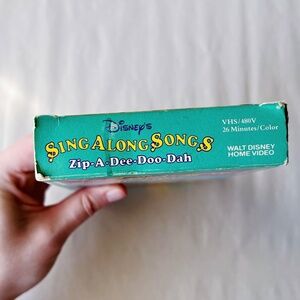 Disney's
Sing Along Songs
Zip-A-Dee-Doo-Dah
VHS/480V
26 Minutes/Color
WALT DISNEY
HOME VIDEO